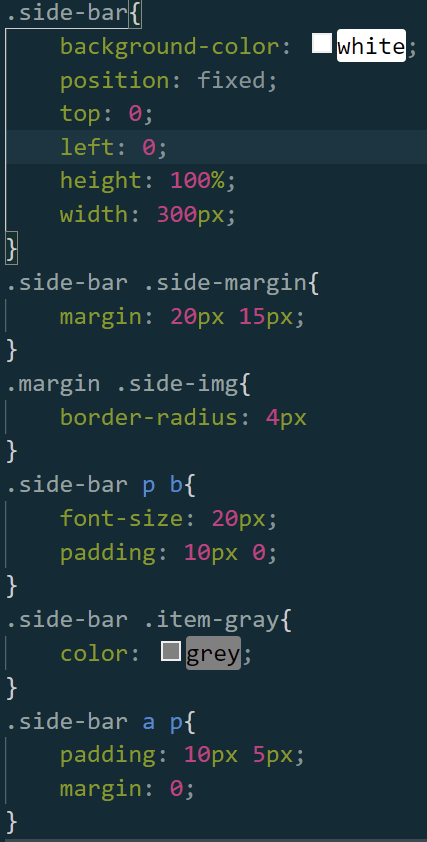 .side-bar{
    background-color: white;
    position: fixed;
    top: 0;
    left: 0;
    height: 100%;
    width: 300px;
}
.side-bar .side-margin{
    margin: 20px 15px;
}
.margin .side-img{
    border-radius: 4px
}
.side-bar p b{
    font-size: 20px;
    padding: 10px 0;
}
.side-bar .item-gray{
    color: grey;
}
.side-bar a p{
    padding: 10px 5px;
    margin: 0;
}